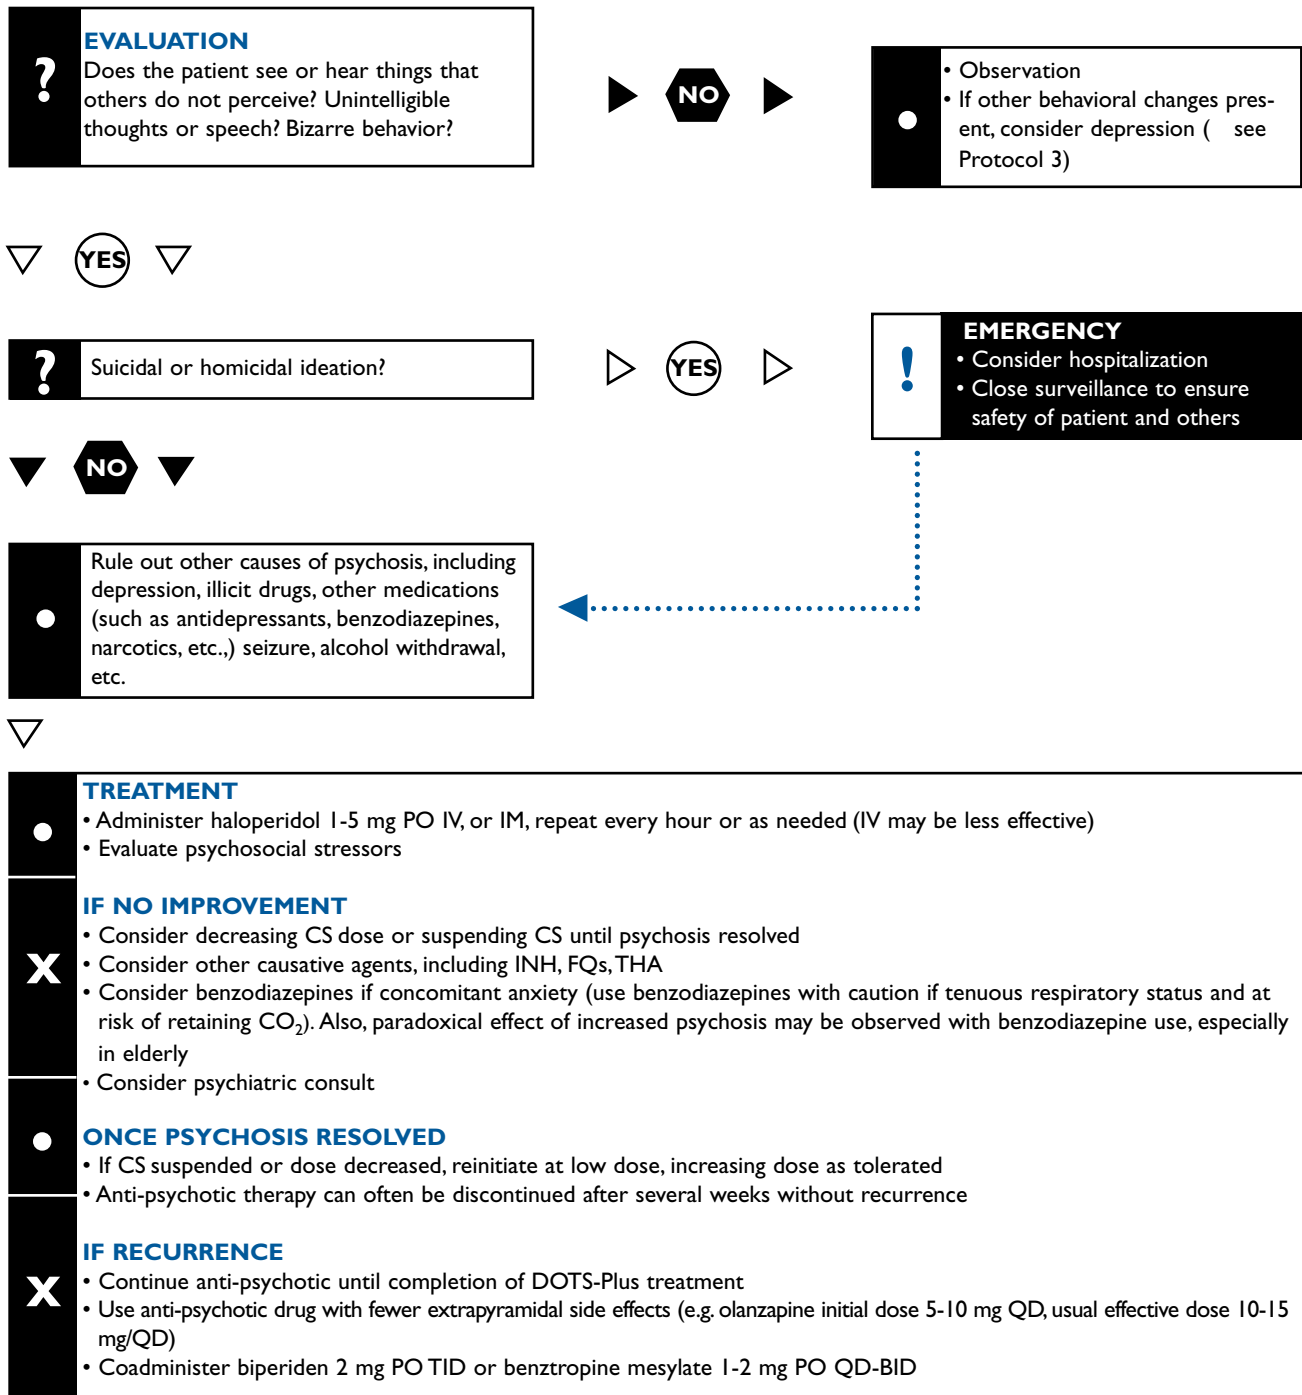 ?
EVALUATION
Does the patient see or hear things that
others do not perceive? Unintelligible
thoughts or speech? Bizarre behavior?
NO
• Observation
• If other behavioral changes pres-
ent, consider depression ( see
Protocol 3)
YES
?
Suicidal or homicidal ideation?
YES
!
EMERGENCY
• Consider hospitalization
• Close surveillance to ensure
safety of patient and others
NO
Rule out other causes of psychosis, including
depression, illicit drugs, other medications
(such as antidepressants, benzodiazepines,
narcotics, etc.,) seizure, alcohol withdrawal,
etc.
TREATMENT
• Administer haloperidol 1-5 mg PO IV, or IM, repeat every hour or as needed (IV may be less effective)
• Evaluate psychosocial stressors
X
IF NO IMPROVEMENT
• Consider decreasing CS dose or suspending CS until psychosis resolved
• Consider other causative agents, including INH, FQs, THA
• Consider benzodiazepines if concomitant anxiety (use benzodiazepines with caution if tenuous respiratory status and at
risk of retaining CO₂). Also, paradoxical effect of increased psychosis may be observed with benzodiazepine use, especially
in elderly
• Consider psychiatric consult
ONCE PSYCHOSIS RESOLVED
• If CS suspended or dose decreased, reinitiate at low dose, increasing dose as tolerated
• Anti-psychotic therapy can often be discontinued after several weeks without recurrence
X
IF RECURRENCE
• Continue anti-psychotic until completion of DOTS-Plus treatment
• Use anti-psychotic drug with fewer extrapyramidal side effects (e.g. olanzapine initial dose 5-10 mg QD, usual effective dose 10-15
mg/QD)
• Coadminister biperiden 2 mg PO TID or benztropine mesylate 1-2 mg PO QD-BID